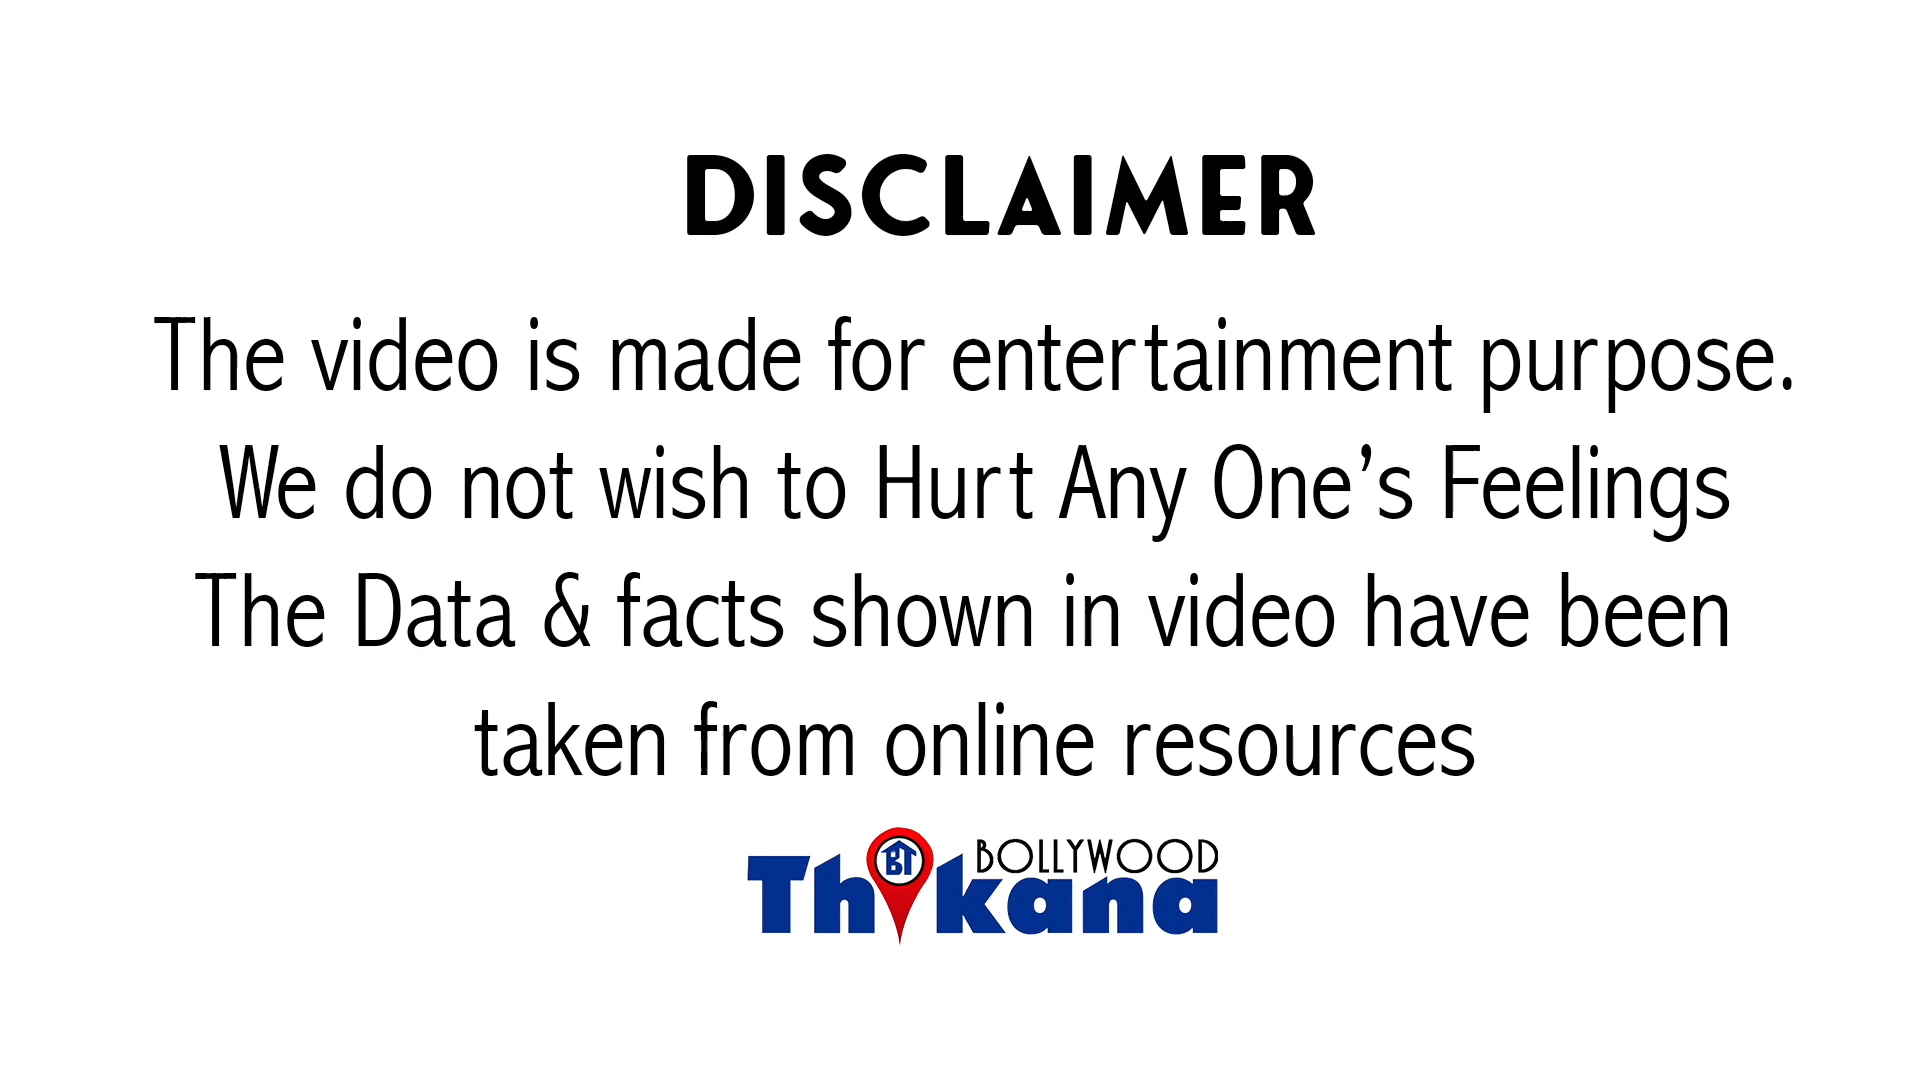 DISCLAIMER
The video is made for entertainment purpose.
We do not wish to Hurt Any One’s Feelings
The Data & facts shown in video have been
taken from online resources
BOLLYWOOD
BT
Thikana